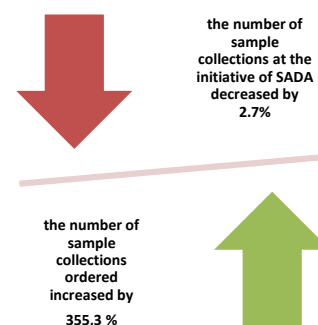 the number of
sample
collections at the
initiative of SADA
decreased by
2.7%
the number of
sample
collections
ordered
increased by
355.3 %